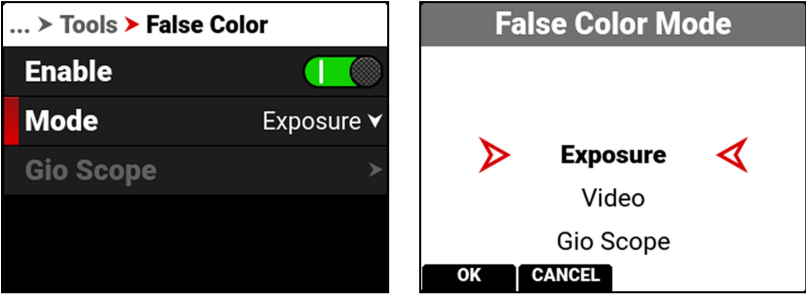 ... > Tools > False Color
Enable
Mode Exposure
Gio Scope
False Color Mode
Exposure
Video
Gio Scope
OK CANCEL